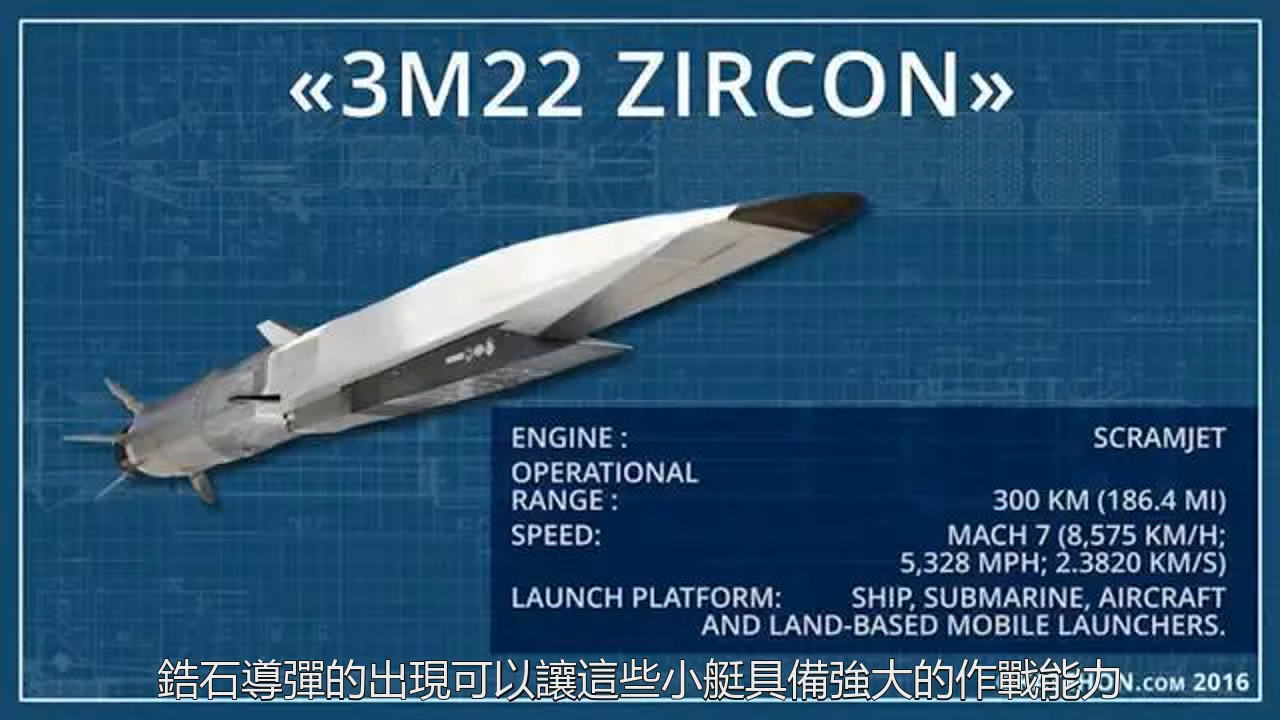 «3M22 ZIRCON»
ENGINE : SCRAMJET
OPERATIONAL
RANGE : 300 KM (186.4 MI)
SPEED: MACH 7 (8,575 KM/H;
5,328 MPH; 2.3820 KM/S)
LAUNCH PLATFORM: SHIP, SUBMARINE, AIRCRAFT
AND LAND-BASED MOBILE LAUNCHERS.
鋯石導彈的出現可以讓這些小艇具備強大的作戰能力
.COM 2016